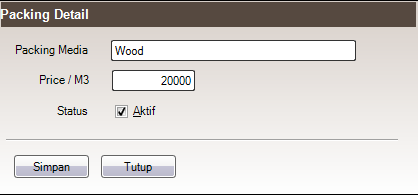 Packing Detail
Packing Media Wood
Price / M3 20000
Status Aktif
Simpan Tutup